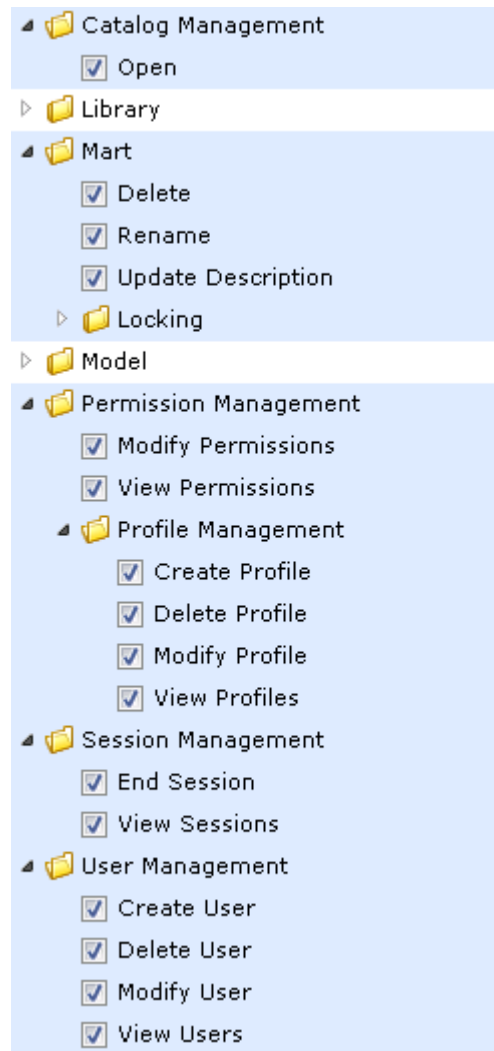 Catalog Management
Open
Library
Mart
Delete
Rename
Update Description
Locking
Model
Permission Management
Modify Permissions
View Permissions
Profile Management
Create Profile
Delete Profile
Modify Profile
View Profiles
Session Management
End Session
View Sessions
User Management
Create User
Delete User
Modify User
View Users